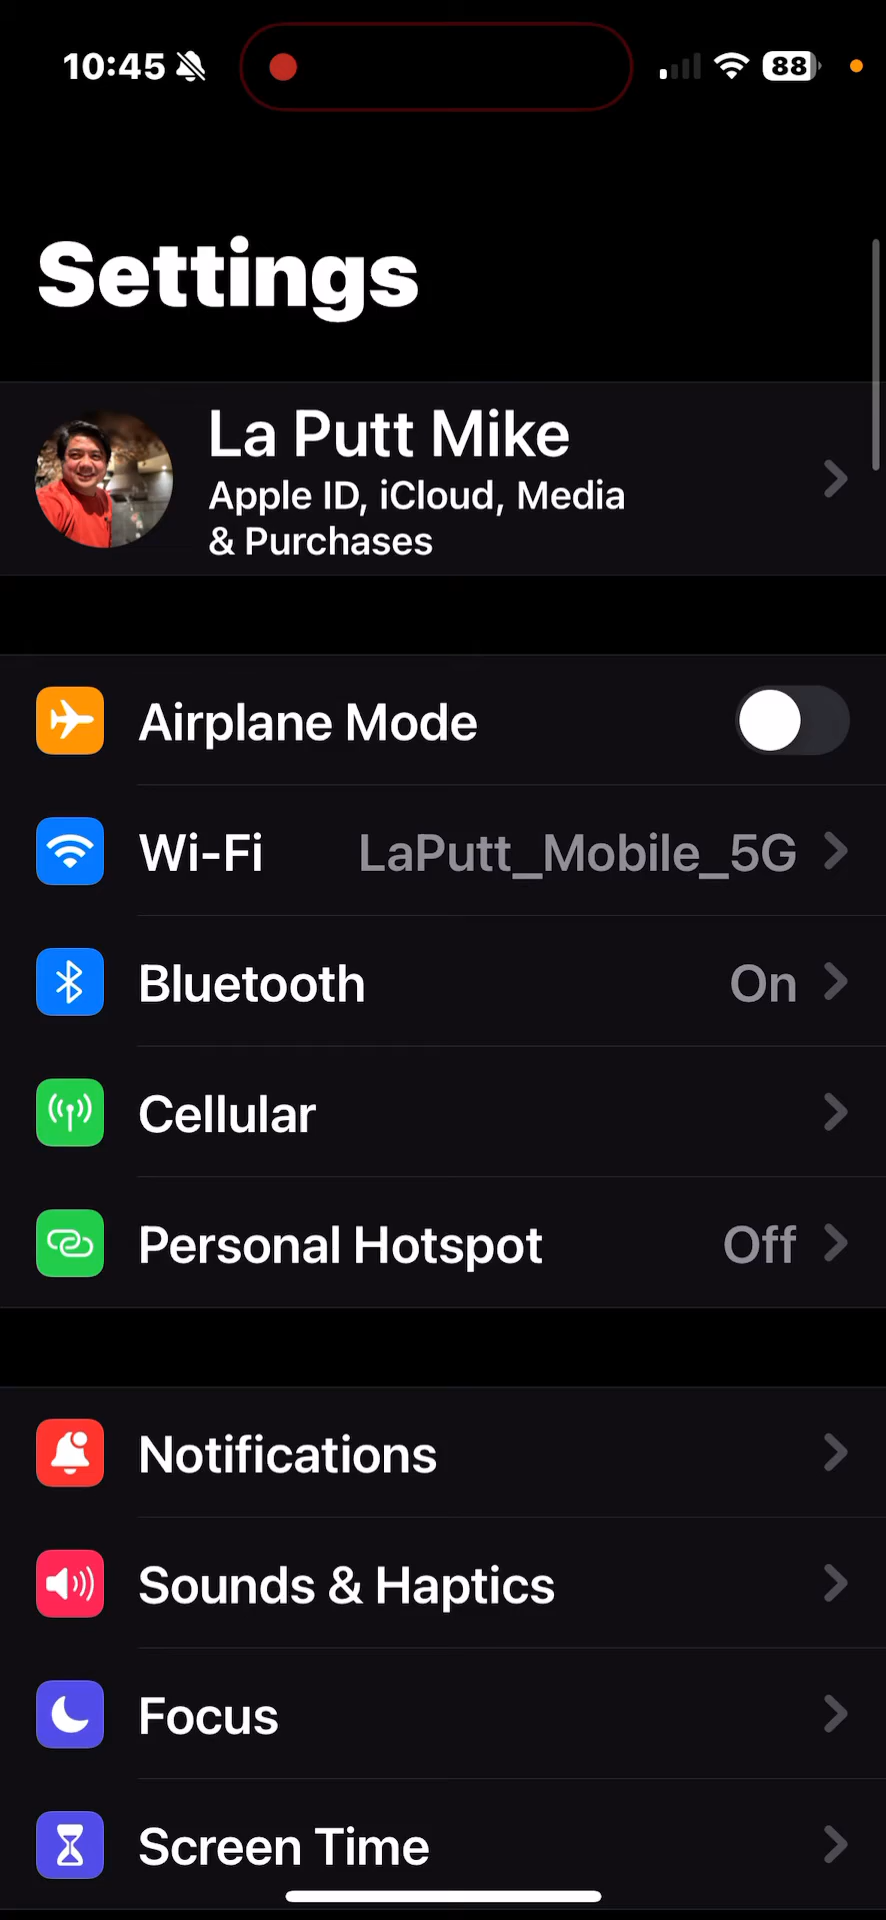 10:45
88
Settings
La Putt Mike
Apple ID, iCloud, Media
& Purchases
Airplane Mode
Wi-Fi LaPutt_Mobile_5G
Bluetooth On
Cellular
Personal Hotspot Off
Notifications
Sounds & Haptics
Focus
Screen Time